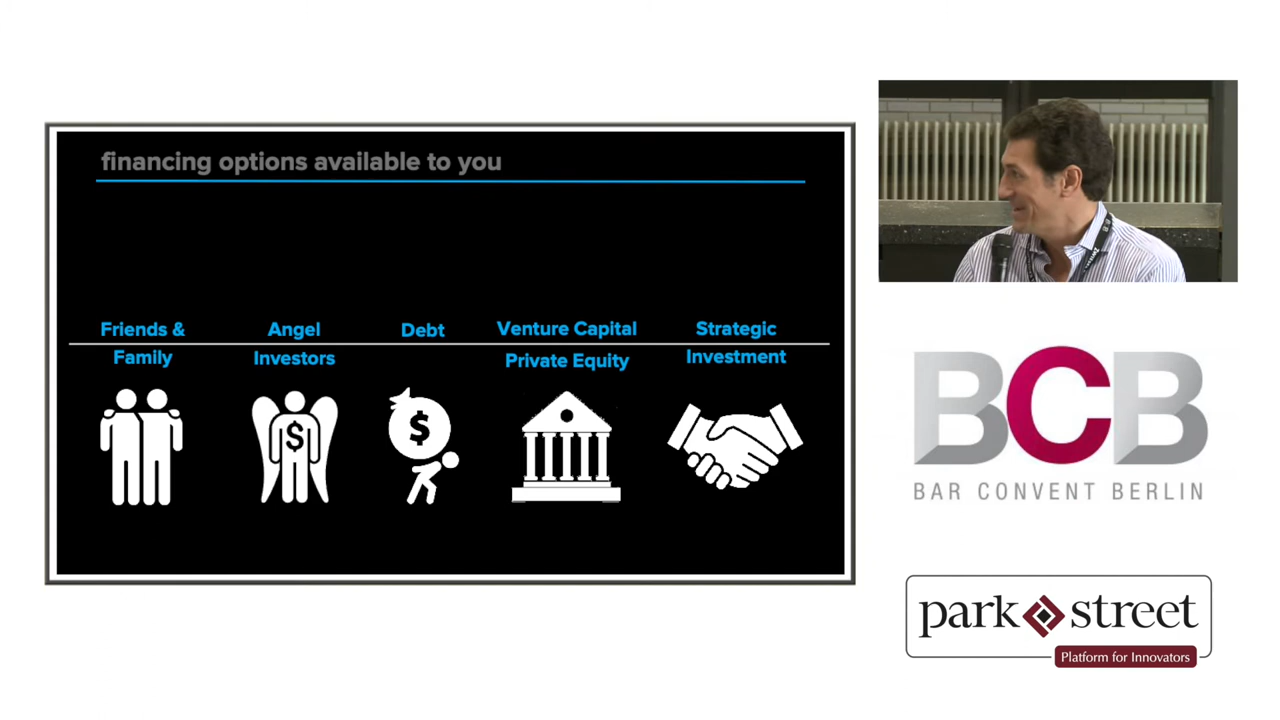 financing options available to you
Friends &
Family
Angel
Investors
$
Debt
$
Venture Capital
Private Equity
Strategic
Investment
BCB
BAR CONVENT BERLIN
park street
Platform for Innovators